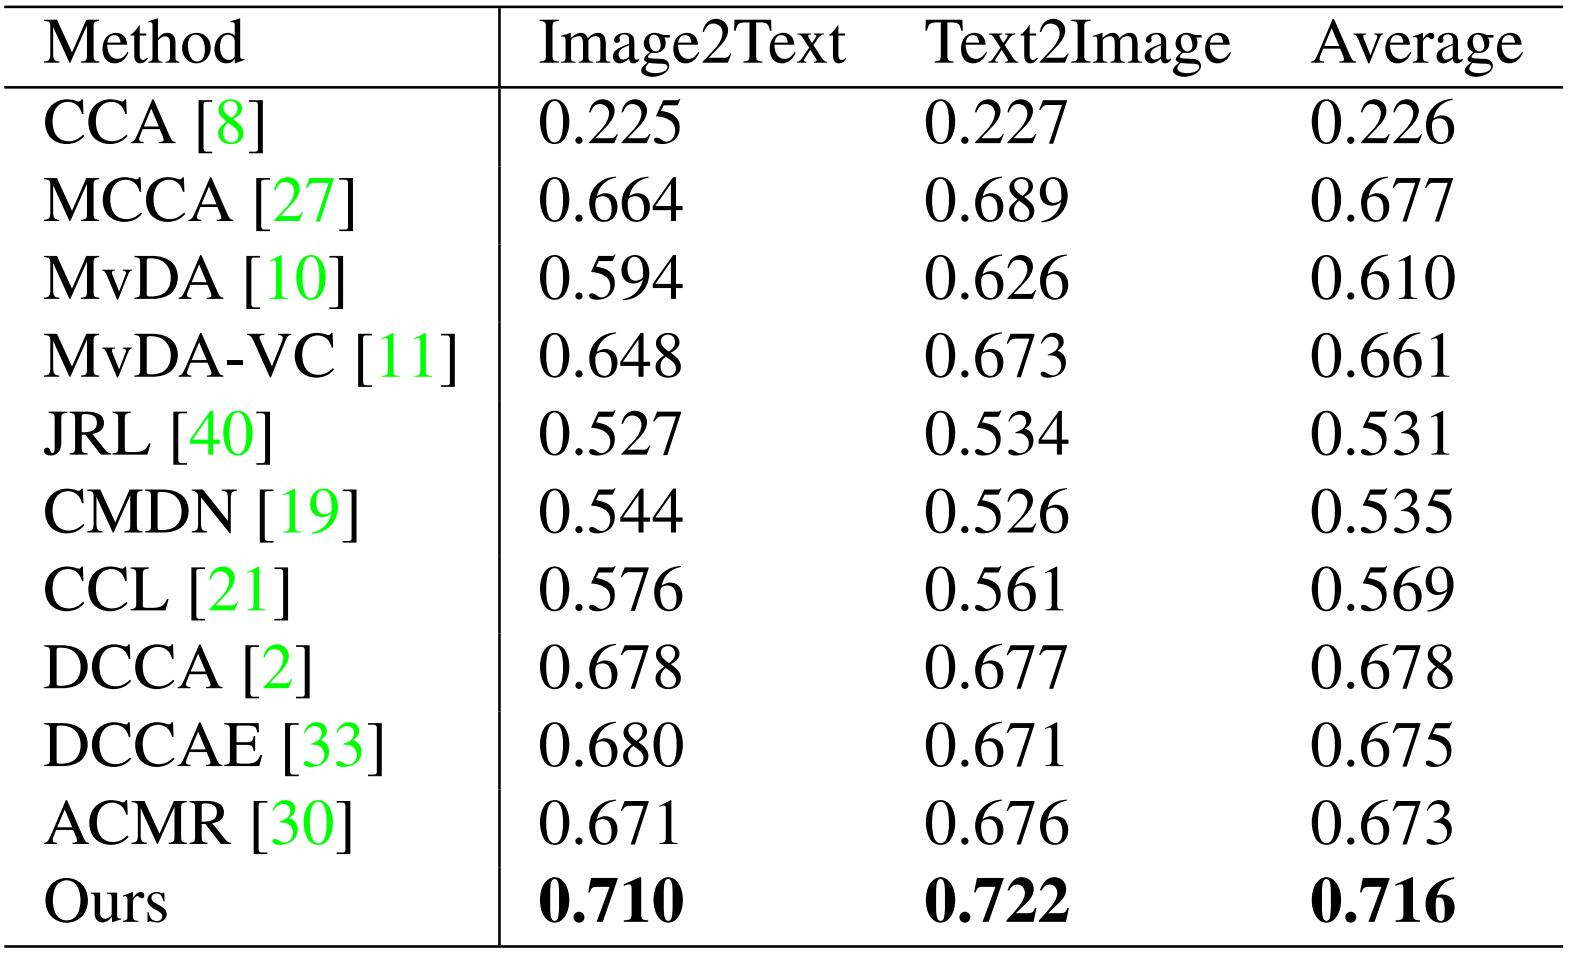 Method Image2Text Text2Image Average
CCA [8] 0.225 0.227 0.226
MCCA [27] 0.664 0.689 0.677
MvDA [10] 0.594 0.626 0.610
MvDA-VC [11] 0.648 0.673 0.661
JRL [40] 0.527 0.534 0.531
CMDN [19] 0.544 0.526 0.535
CCL [21] 0.576 0.561 0.569
DCCA [2] 0.678 0.677 0.678
DCCAE [33] 0.680 0.671 0.675
ACMR [30] 0.671 0.676 0.673
Ours 0.710 0.722 0.716